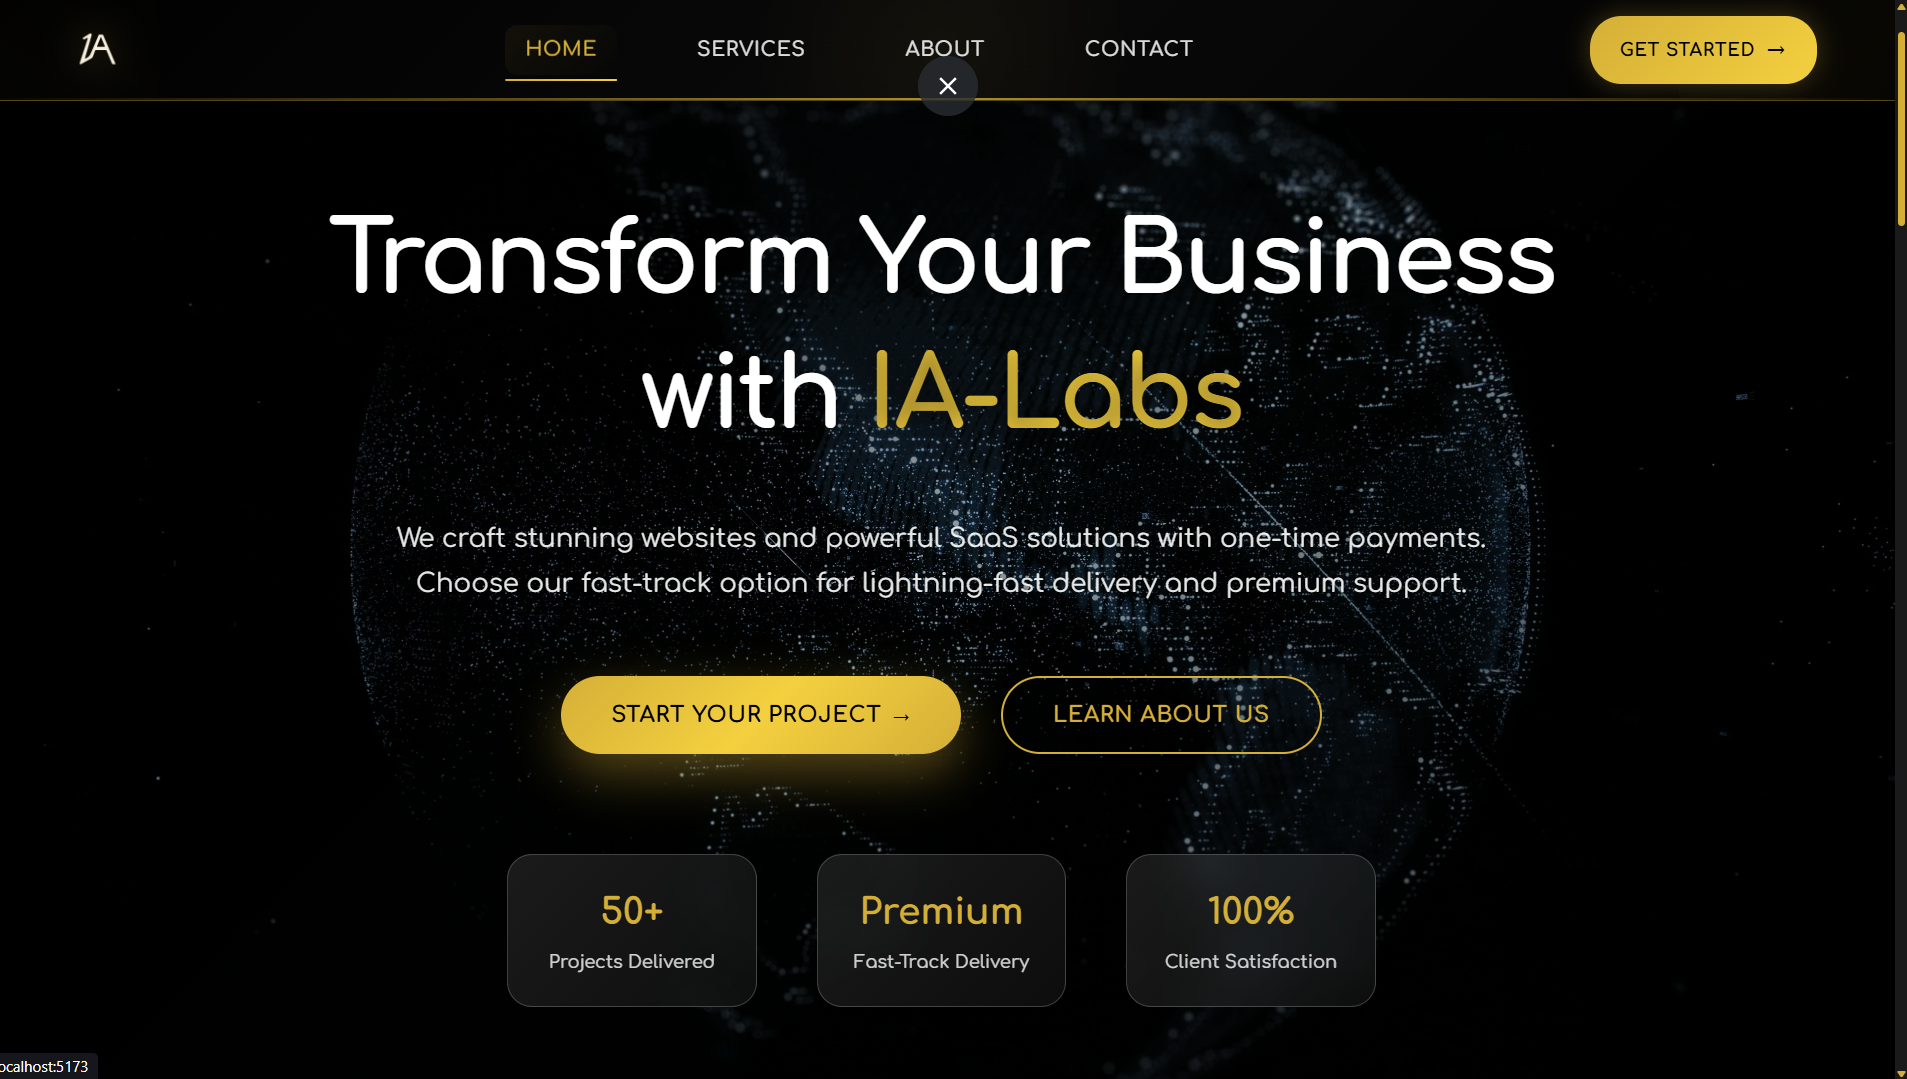 IA
HOME
SERVICES
ABOUT
CONTACT
GET STARTED →
Transform Your Business
with IA-Labs
We craft stunning websites and powerful SaaS solutions with one-time payments.
Choose our fast-track option for lightning-fast delivery and premium support.
START YOUR PROJECT →
LEARN ABOUT US
50+
Projects Delivered
Premium
Fast-Track Delivery
100%
Client Satisfaction
ocalhost:5173